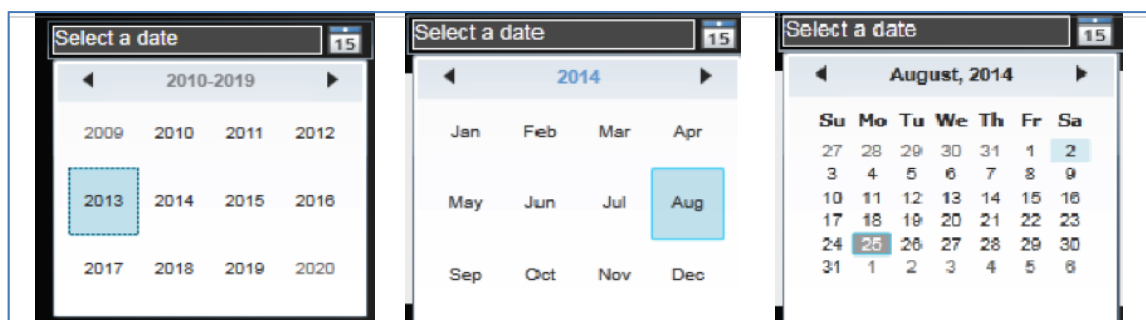 Select a date 15
2010-2019
2009 2010 2011 2012
2013 2014 2015 2016
2017 2018 2019 2020
Select a date 15
2014
Jan Feb Mar Apr
May Jun Jul Aug
Sep Oct Nov Dec
Select a date 15
August, 2014
Su Mo Tu We Th Fr Sa
27 28 29 30 31 1 2
3 4 5 6 7 8 9
10 11 12 13 14 15 16
17 18 19 20 21 22 23
24 25 26 27 28 29 30
31 1 2 3 4 5 6